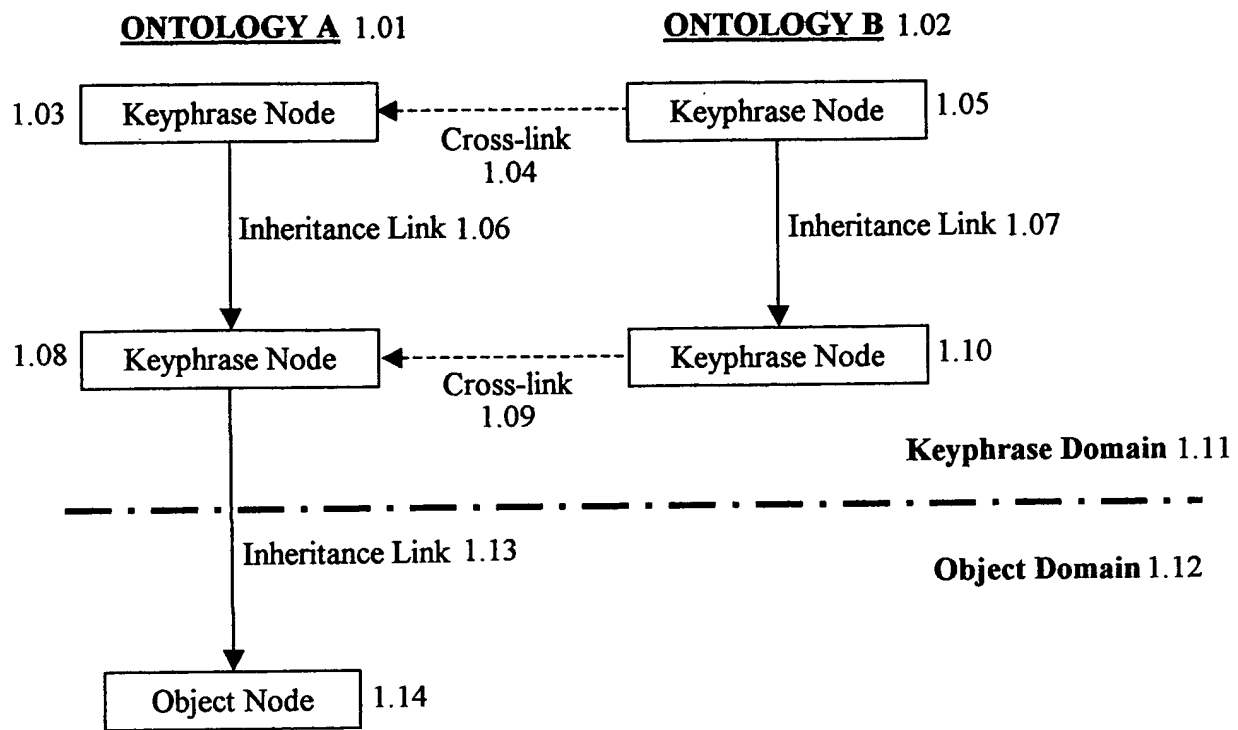 ONTOLOGY A 1.01 ONTOLOGY B 1.02
1.03 Keyphrase Node Keyphrase Node 1.05
Cross-link
1.04
Inheritance Link 1.06 Inheritance Link 1.07
1.08 Keyphrase Node Keyphrase Node 1.10
Cross-link
1.09
Keyphrase Domain 1.11
Inheritance Link 1.13
Object Domain 1.12
Object Node 1.14